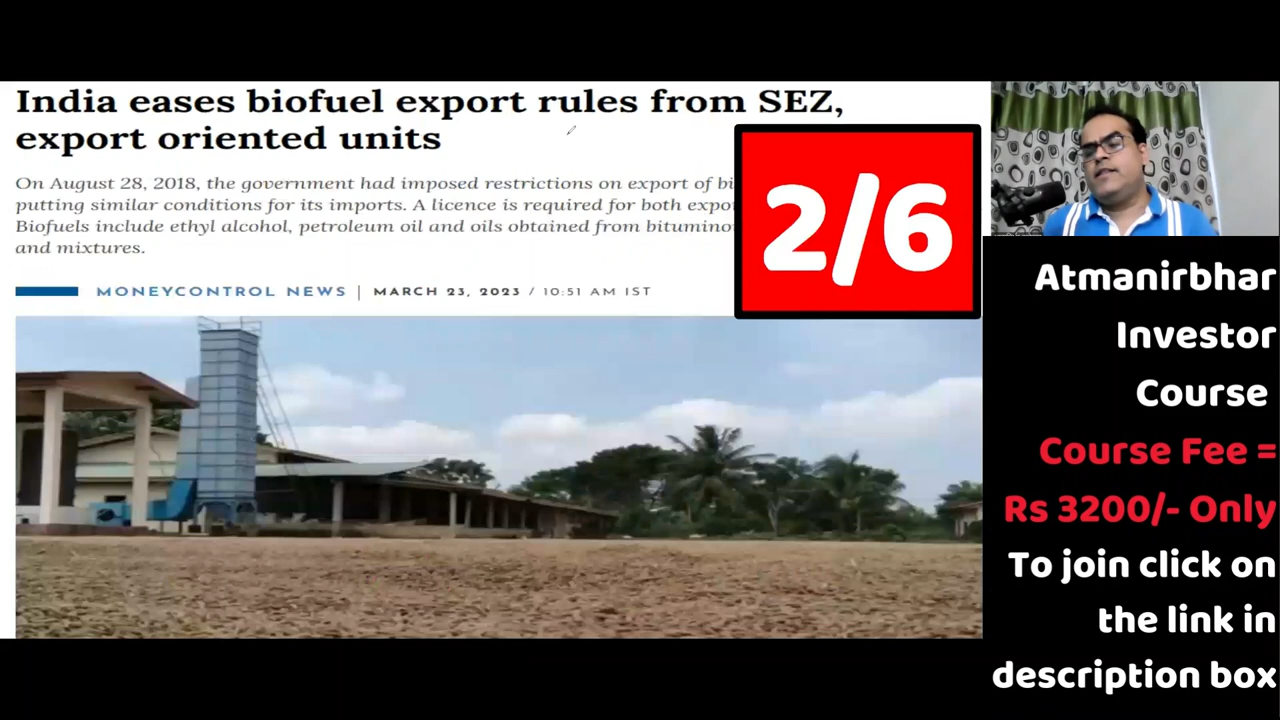 India eases biofuel export rules from SEZ,
export oriented units
On August 28, 2018, the government had imposed restrictions on export of
putting similar conditions for its imports. A licence is required for both
Biofuels include ethyl alcohol, petroleum oil and oils obtained from
and mixtures.
MONEYCONTROL NEWS | MARCH 23, 2023 / 10:51 AM IST
2/6
Atmanirbhar
Investor
Course
Course Fee =
Rs 3200/- Only
To join click on
the link in
description box